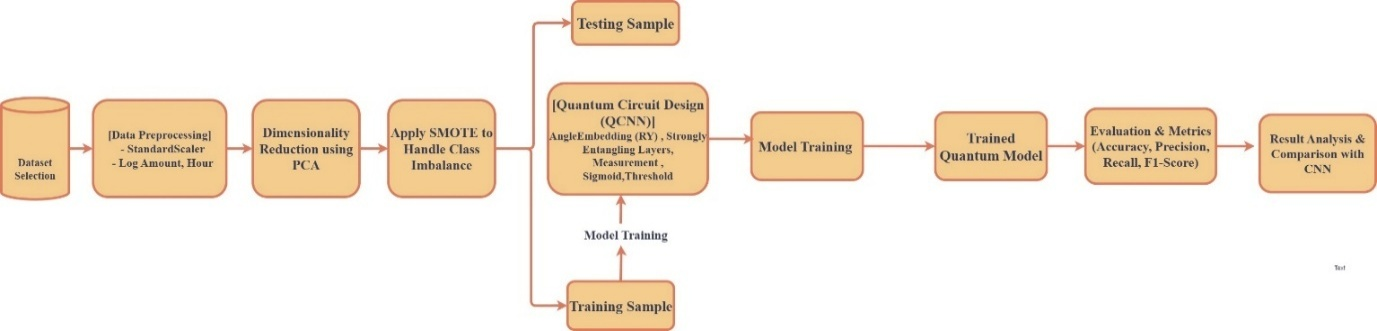 Testing Sample
Dataset
Selection
[Data Preprocessing]
- StandardScaler
- Log Amount, Hour
Dimensionality
Reduction using
PCA
Apply SMOTE to
Handle Class
Imbalance
[Quantum Circuit Design
(QCNN)]
AngleEmbedding (RY) , Strongly
Entangling Layers,
Measurement ,
Sigmoid,Threshold
Model Training
Trained
Quantum Model
Evaluation & Metrics
(Accuracy, Precision,
Recall, F1-Score)
Result Analysis &
Comparison with
CNN
Model Training
Training Sample
Text